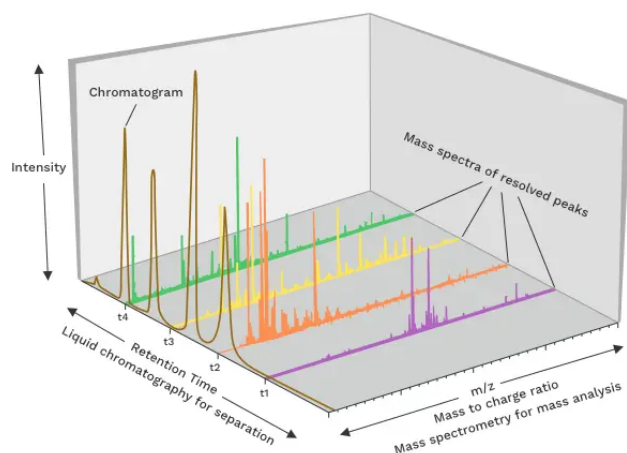 Chromatogram
Intensity
Mass spectra of resolved peaks
t4
t3
t2
t1
Retention Time
Liquid chromatography for separation
m/z
Mass to charge ratio
Mass spectrometry for mass analysis